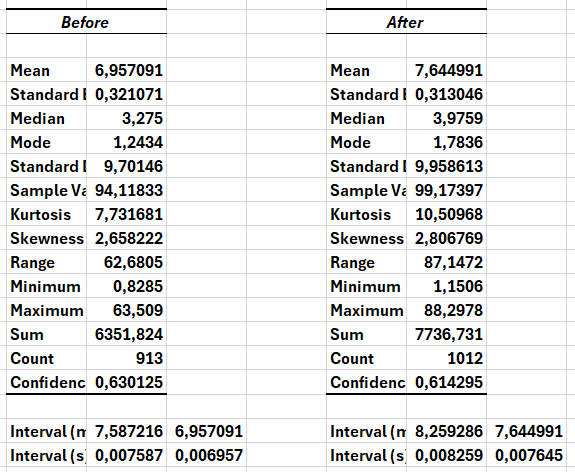 Before After
Mean 6,957091 Mean 7,644991
Standard 0,321071 Standard 0,313046
Median 3,275 Median 3,9759
Mode 1,2434 Mode 1,7836
Standard 9,70146 Standard 9,958613
Sample Va 94,11833 Sample Va 99,17397
Kurtosis 7,731681 Kurtosis 10,50968
Skewness 2,658222 Skewness 2,806769
Range 62,6805 Range 87,1472
Minimum 0,8285 Minimum 1,1506
Maximum 63,509 Maximum 88,2978
Sum 6351,824 Sum 7736,731
Count 913 Count 1012
Confidenc 0,630125 Confidenc 0,614295
Interval (m 7,587216 6,957091 Interval (m 8,259286 7,644991
Interval (s 0,007587 0,006957 Interval (s 0,008259 0,007645